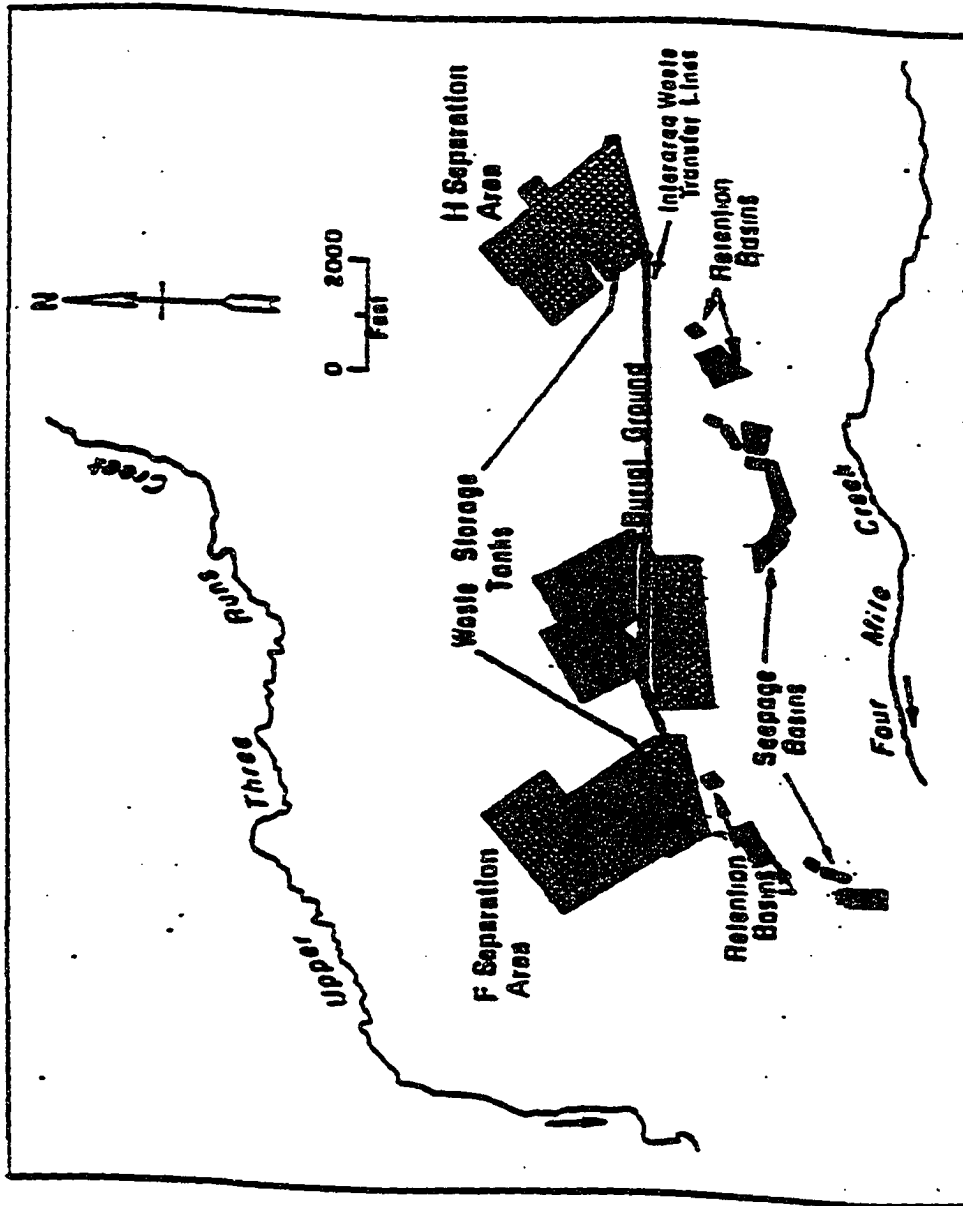 N
0 2000
Feet
Upper Three Runs Creek
H Separation
Area
Waste Storage
Tanks
F Separation
Area
Burial Ground
Interarea Waste
Transfer Lines
Retention
Basins
Retention
Basins
Seepage
Basins
Four Mile Creek